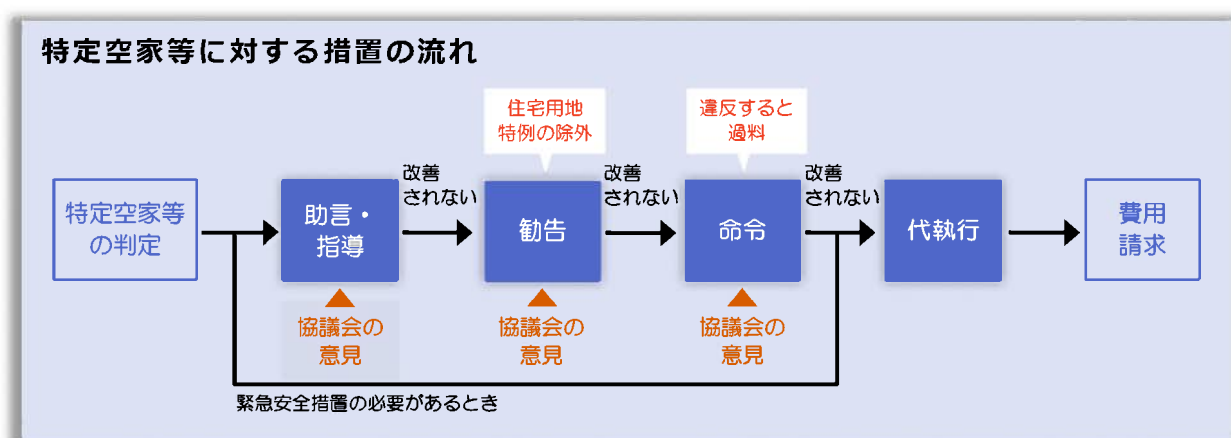 特定空家等に対する措置の流れ
住宅用地
特例の除外
違反すると
過料
改善
されない
改善
されない
改善
されない
特定空家等
の判定
助言・
指導
勧告
命令
代執行
費用
請求
協議会の
意見
協議会の
意見
協議会の
意見
緊急安全措置の必要があるとき